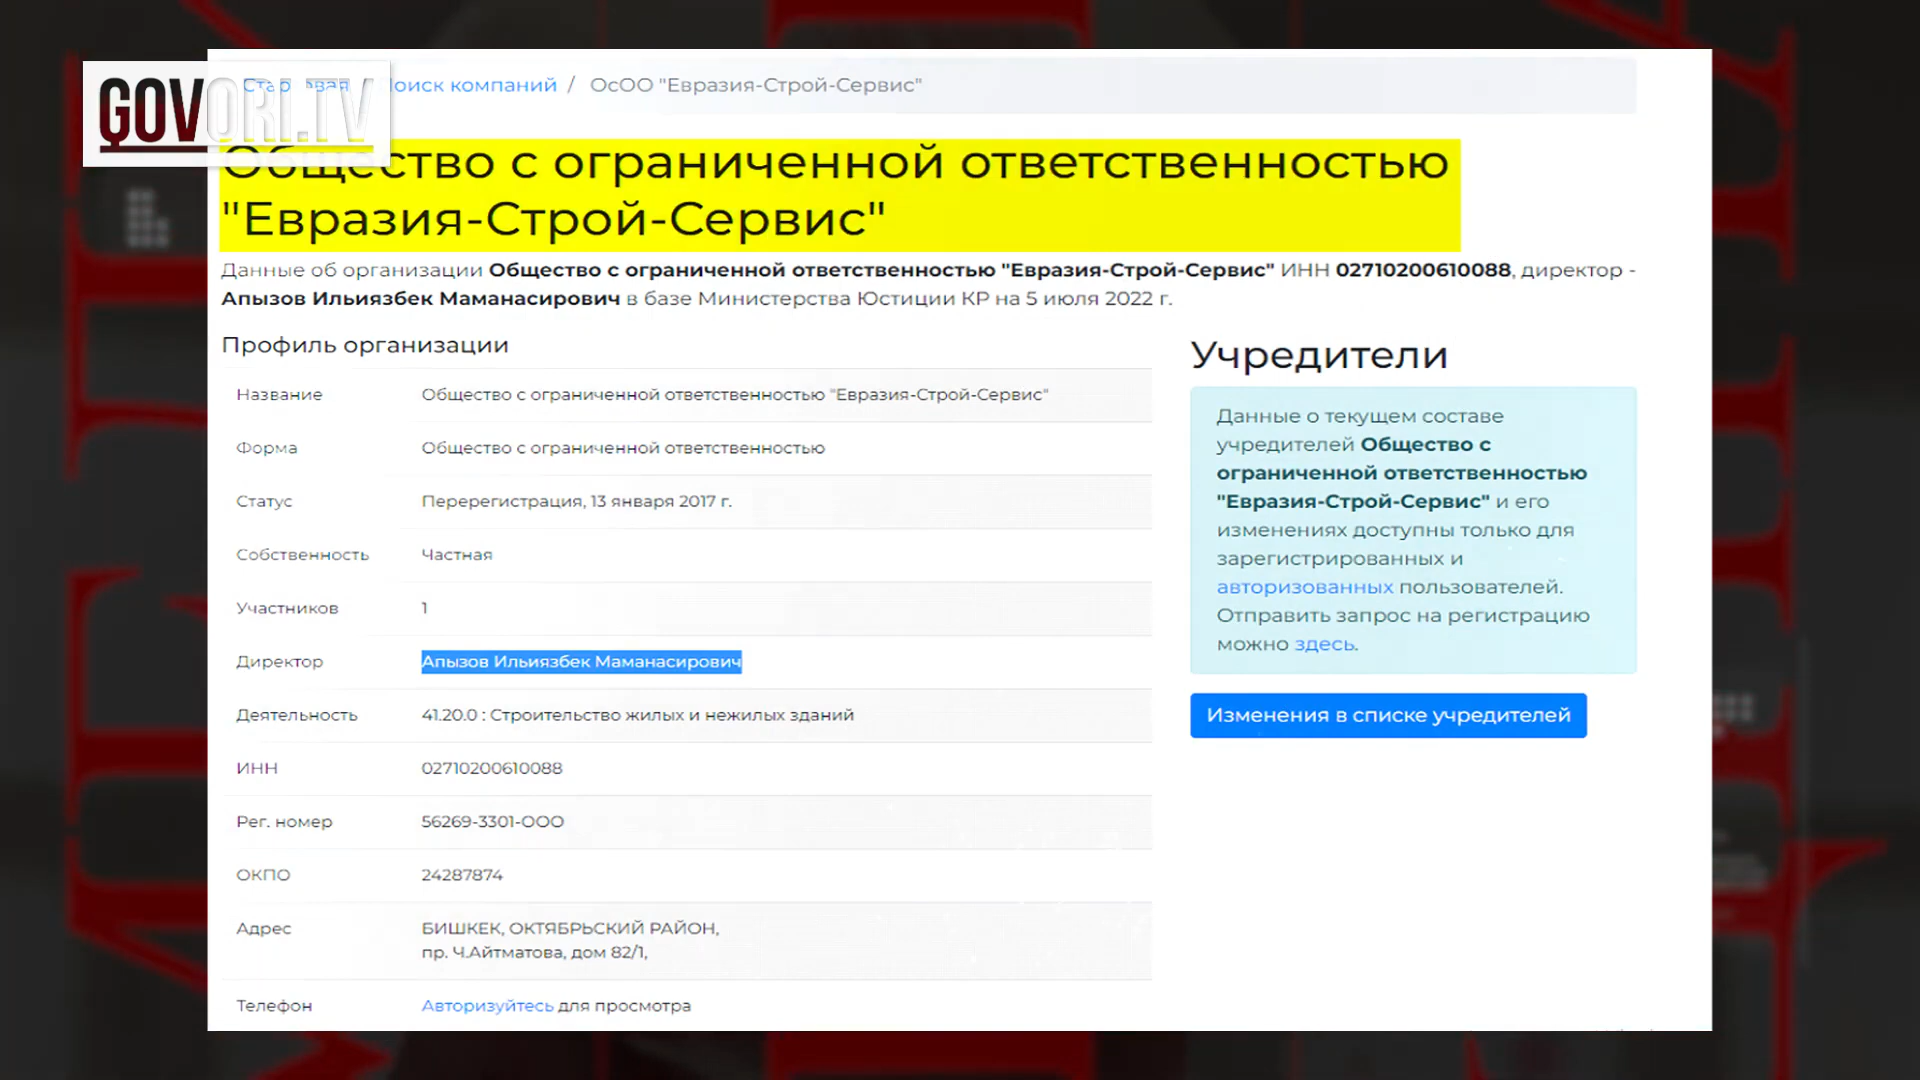 GOVORI.TV
Стартовая / Поиск компаний / ОсОО "Евразия-Строй-Сервис"
Общество с ограниченной ответственностью
"Евразия-Строй-Сервис"
Данные об организации Общество с ограниченной ответственностью "Евразия-Строй-Сервис" ИНН 02710200610088, директор -
Апызов Ильиязбек Маманасирович в базе Министерства Юстиции КР на 5 июля 2022 г.
Профиль организации
Название Общество с ограниченной ответственностью "Евразия-Строй-Сервис"
Форма Общество с ограниченной ответственностью
Статус Перерегистрация, 13 января 2017 г.
Собственность Частная
Участников 1
Директор Апызов Ильиязбек Маманасирович
Деятельность 41.20.0 : Строительство жилых и нежилых зданий
ИНН 02710200610088
Рег. номер 56269-3301-ООО
ОКПО 24287874
Адрес БИШКЕК, ОКТЯБРЬСКИЙ РАЙОН,
пр. Ч.Айтматова, дом 82/1,
Телефон Авторизуйтесь для просмотра
Учредители
Данные о текущем составе
учредителей Общество с
ограниченной ответственностью
"Евразия-Строй-Сервис" и его
изменениях доступны только для
зарегистрированных и
авторизованных пользователей.
Отправить запрос на регистрацию
можно здесь.
Изменения в списке учредителей